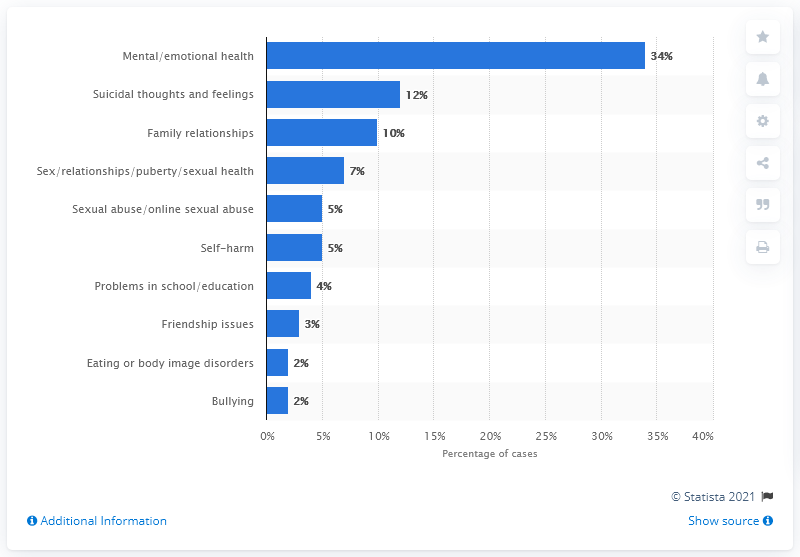 Mental/emotional health 34%
Suicidal thoughts and feelings 12%
Family relationships 10%
Sex/relationships/puberty/sexual health 7%
Sexual abuse/online sexual abuse 5%
Self-harm 5%
Problems in school/education 4%
Friendship issues 3%
Eating or body image disorders 2%
Bullying 2%
0% 5% 10% 15% 20% 25% 30% 35% 40%
Percentage of cases
© Statista 2021
Additional Information Show source